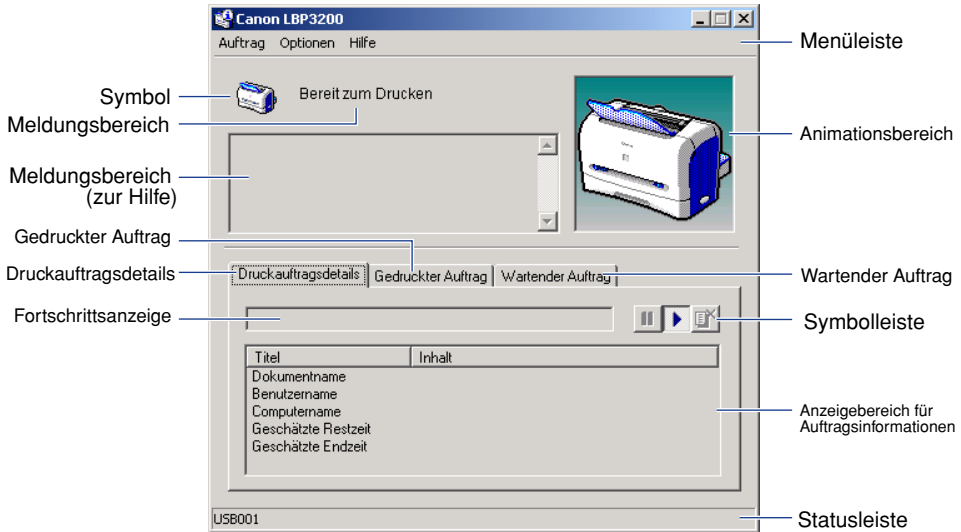 Canon LBP3200
Auftrag Optionen Hilfe
Menüleiste
Symbol
Bereit zum Drucken
Meldungsbereich
Animationsbereich
Meldungsbereich
(zur Hilfe)
Gedruckter Auftrag
Druckauftragsdetails
Druckauftragsdetails Gedruckter Auftrag Wartender Auftrag
Wartender Auftrag
Fortschrittsanzeige
Symbolleiste
Titel Inhalt
Dokumentname
Benutzername
Computername
Geschätzte Restzeit
Geschätzte Endzeit
Anzeigebereich für
Auftragsinformationen
USB001
Statusleiste